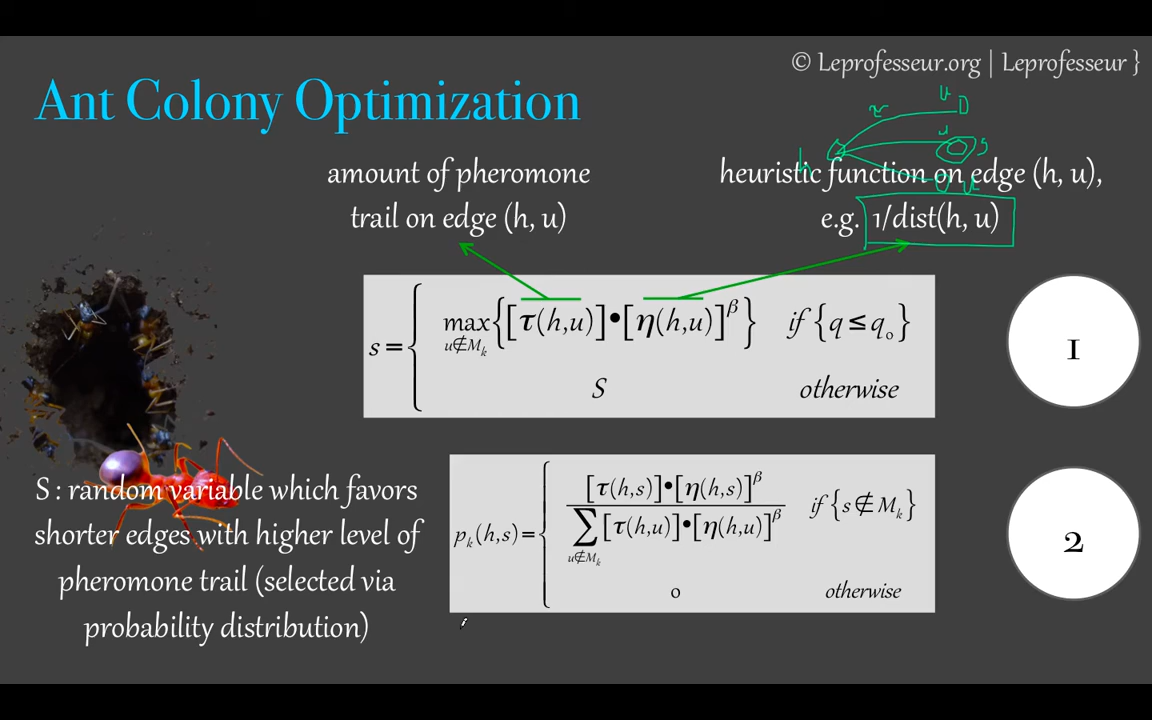 © Leprofesseur.org | Leprofesseur }
Ant Colony Optimization
amount of pheromone
trail on edge (h, u)
heuristic function on edge (h, u),
e.g. 1/dist(h, u)
s = { max_{u∉M_k} {[τ(h,u)]•[η(h,u)]^β} if {q ≤ q_o}
S otherwise
1
S : random variable which favors
shorter edges with higher level of
pheromone trail (selected via
probability distribution)
p_k(h,s) = { [τ(h,s)]•[η(h,s)]^β / ∑_{u∉M_k} [τ(h,u)]•[η(h,u)]^β if {s ∉ M_k}
0 otherwise
2